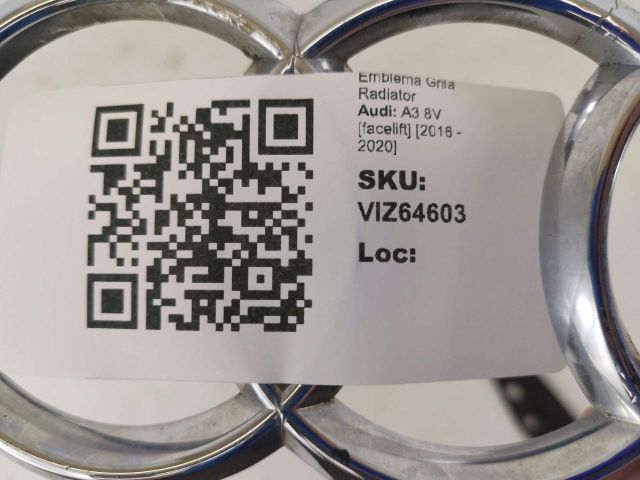 Emblema Grila
Radiator
Audi: A3 8V
[facelift] [2016 -
2020]
SKU:
VIZ64603
Loc: